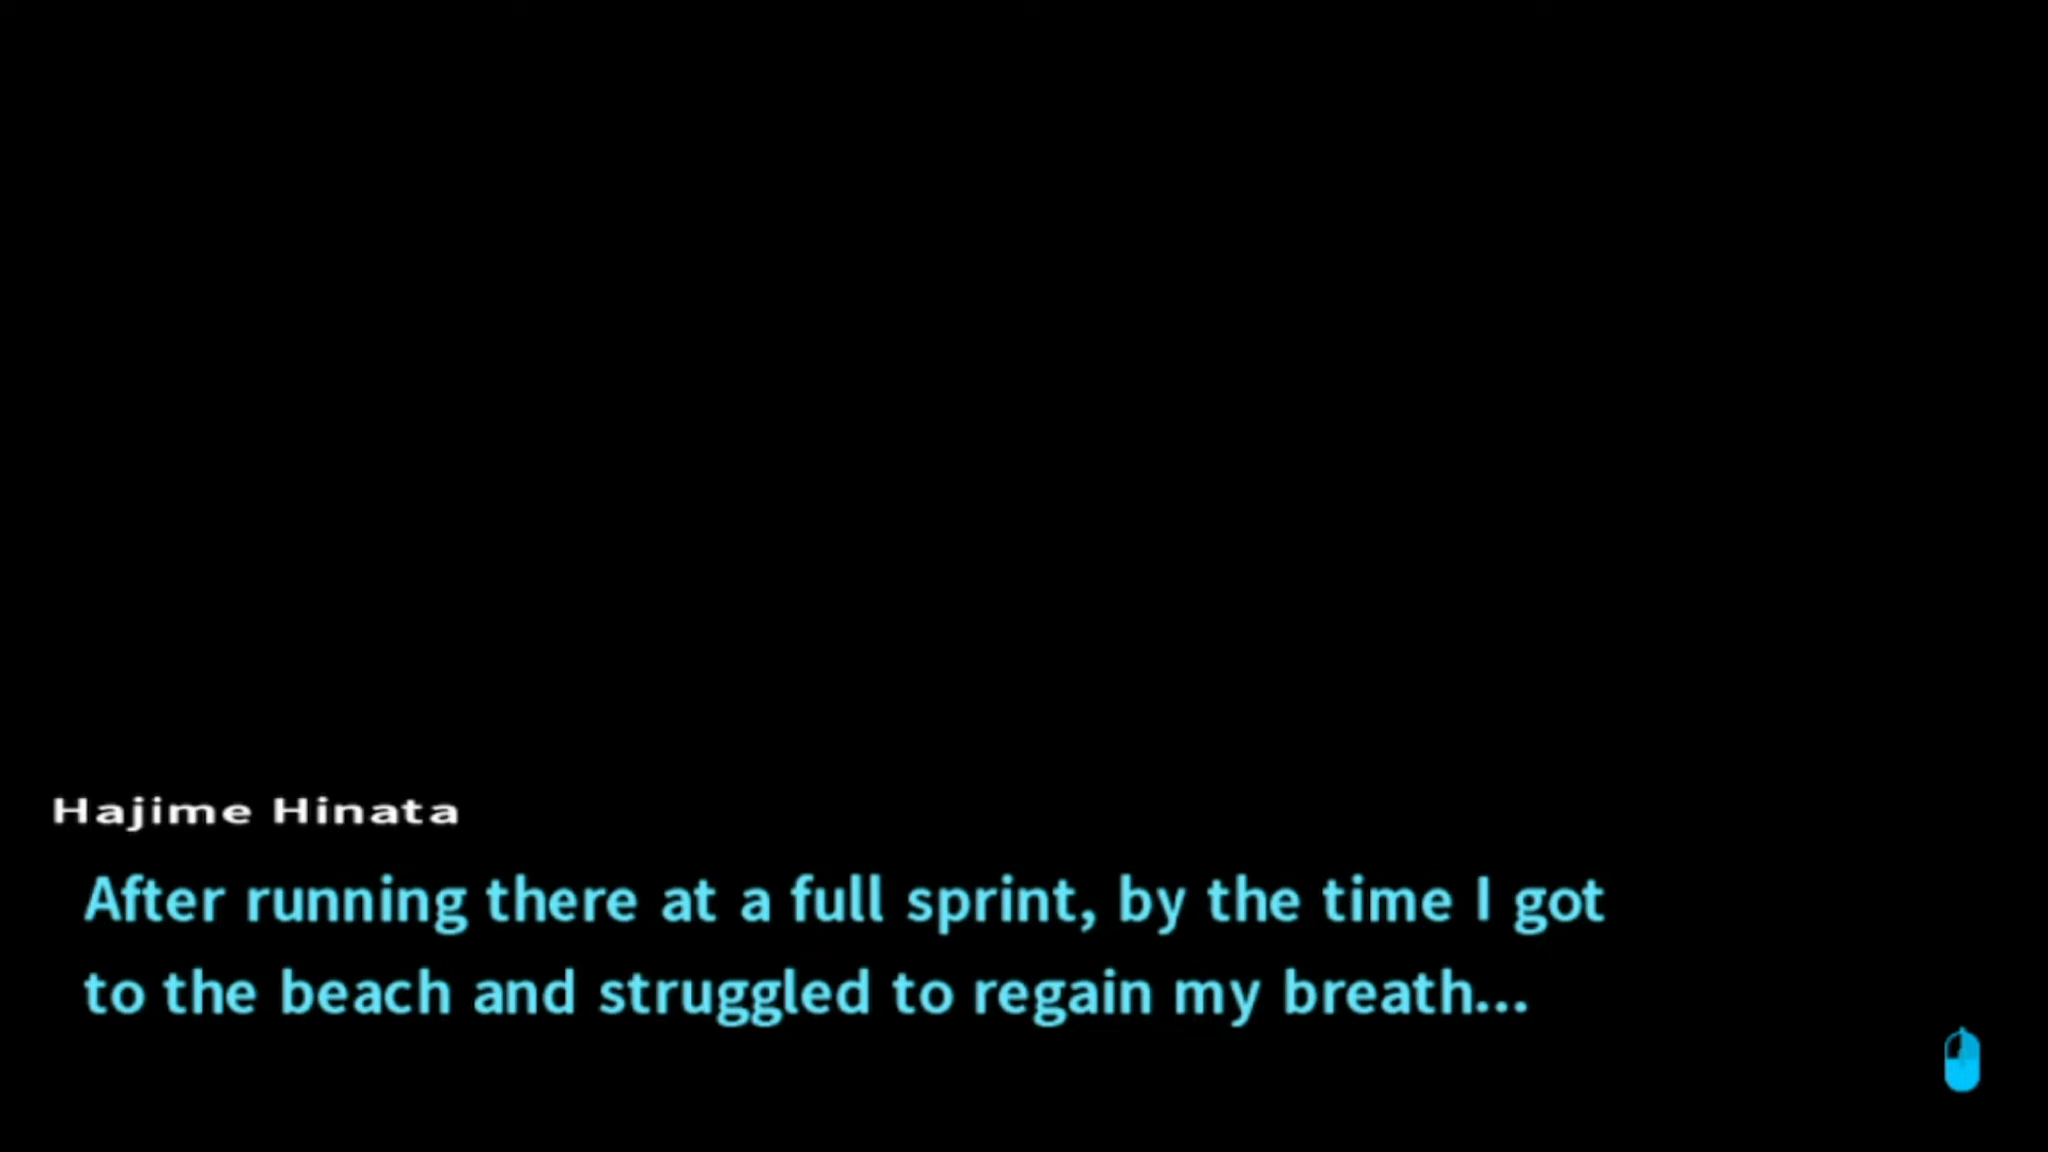 Hajime Hinata
After running there at a full sprint, by the time I got
to the beach and struggled to regain my breath...